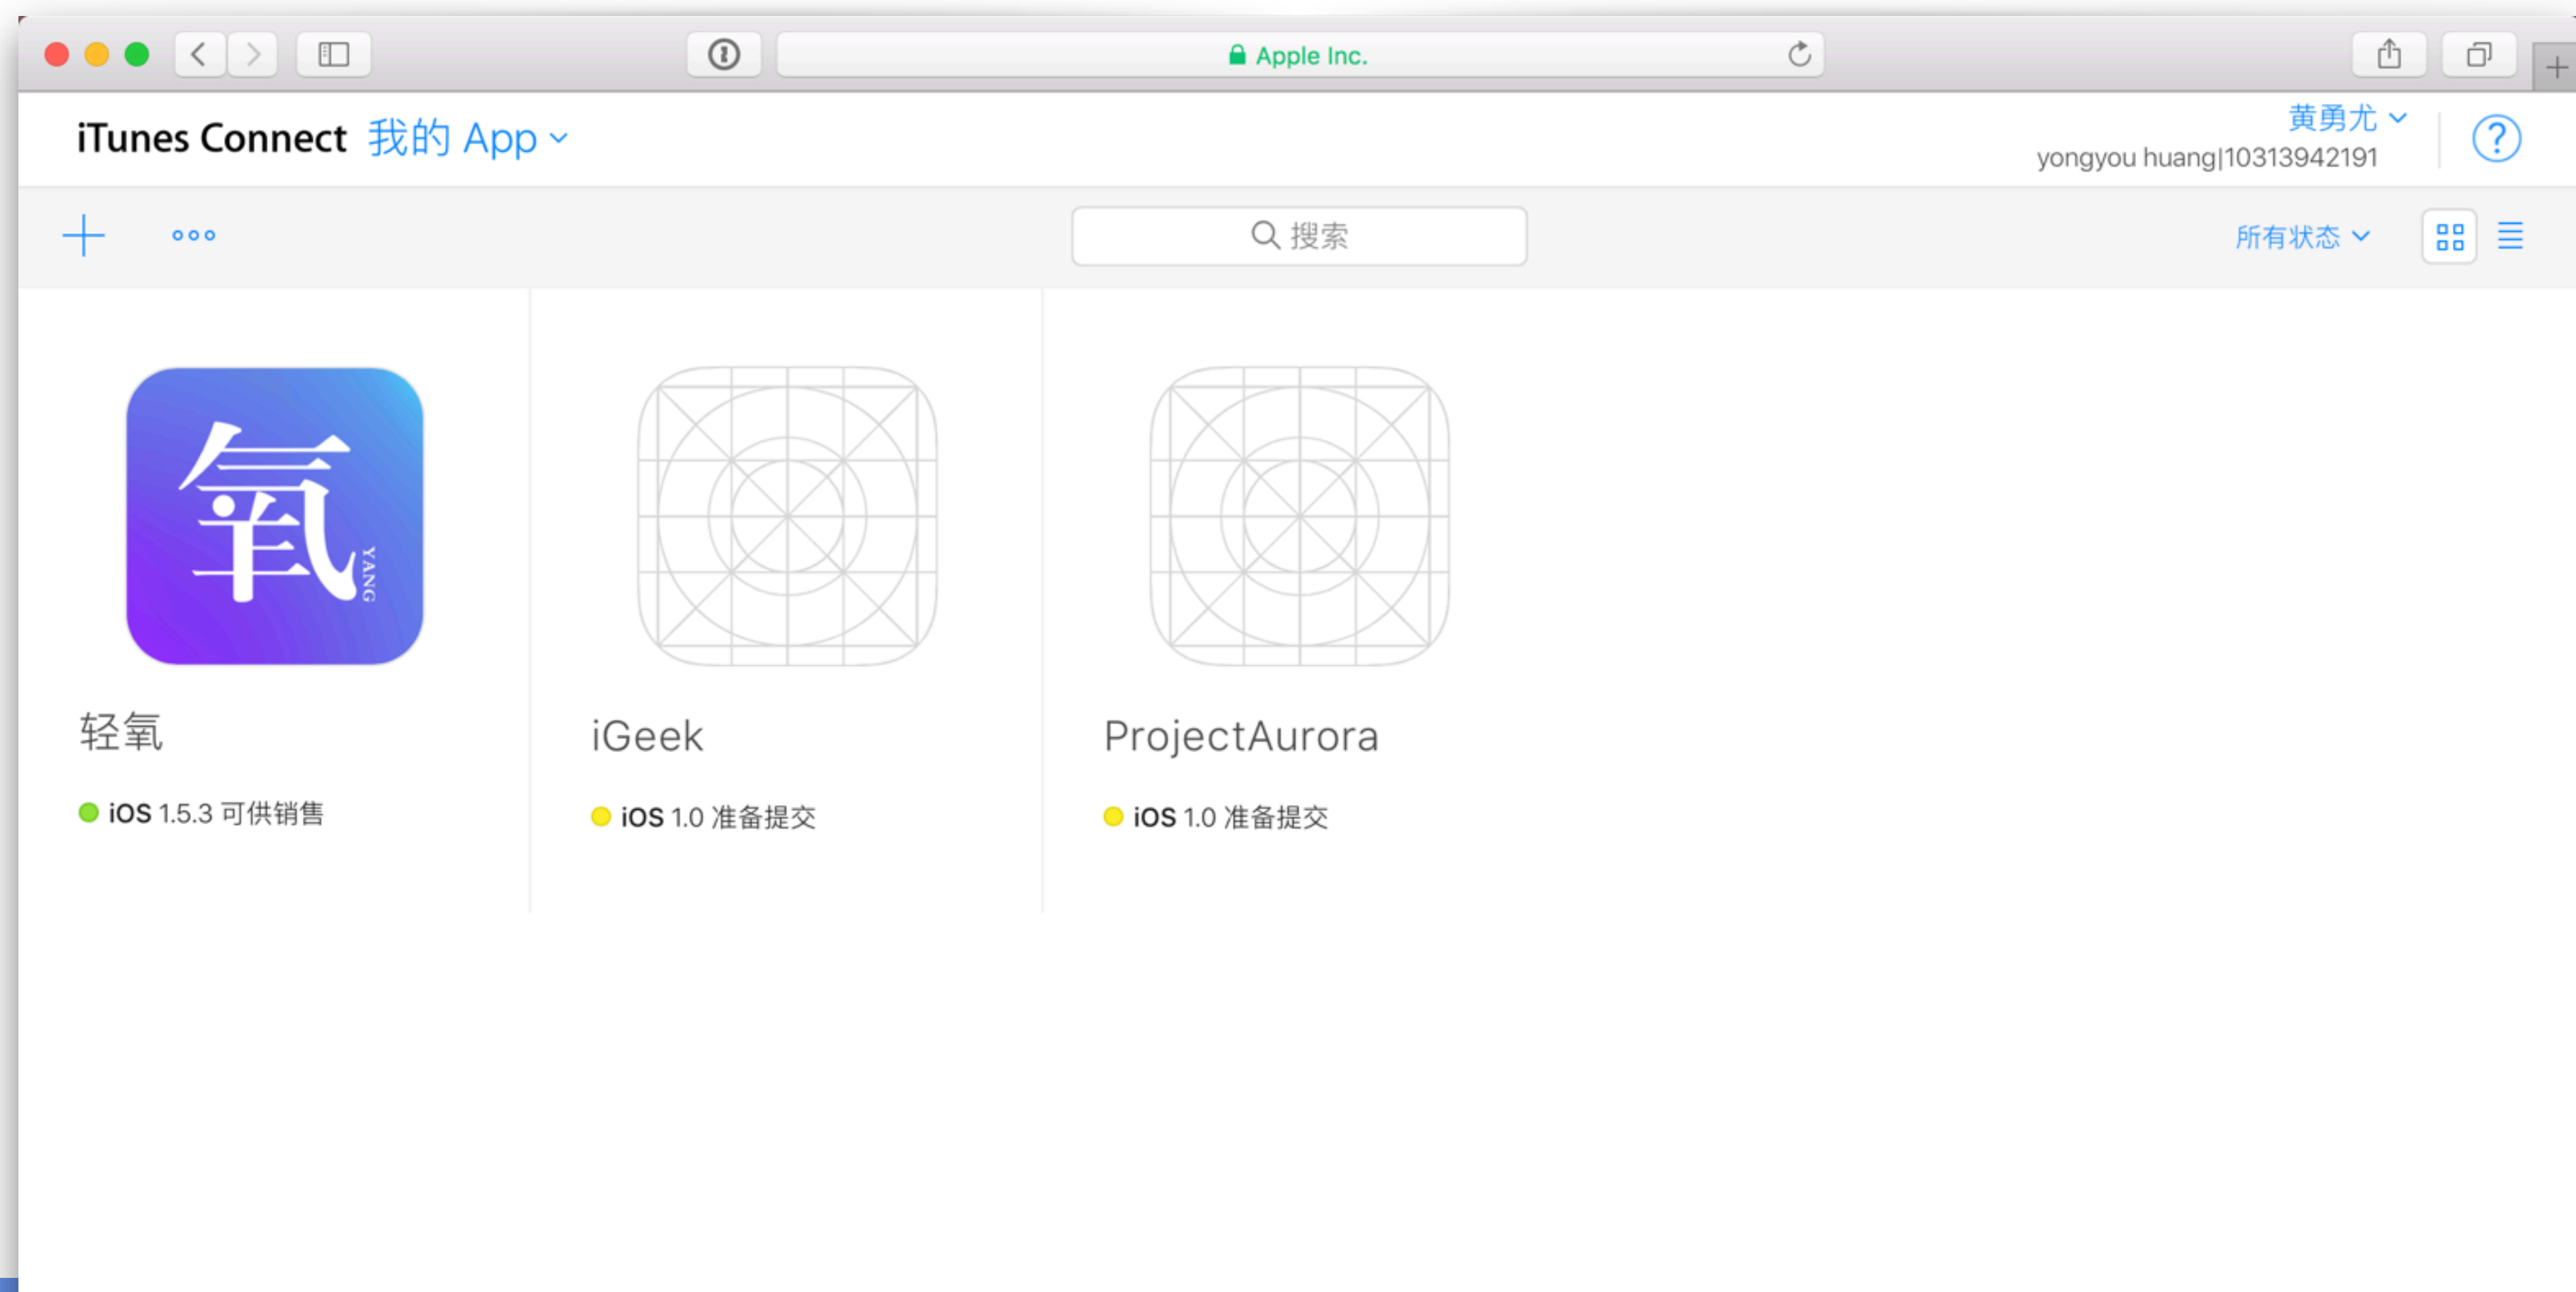 Apple Inc.
iTunes Connect 我的 App
黄勇尤
yongyou huang|10313942191
搜索
所有状态
氧
YANG
轻氧
iOS 1.5.3 可供销售
iGeek
iOS 1.0 准备提交
ProjectAurora
iOS 1.0 准备提交